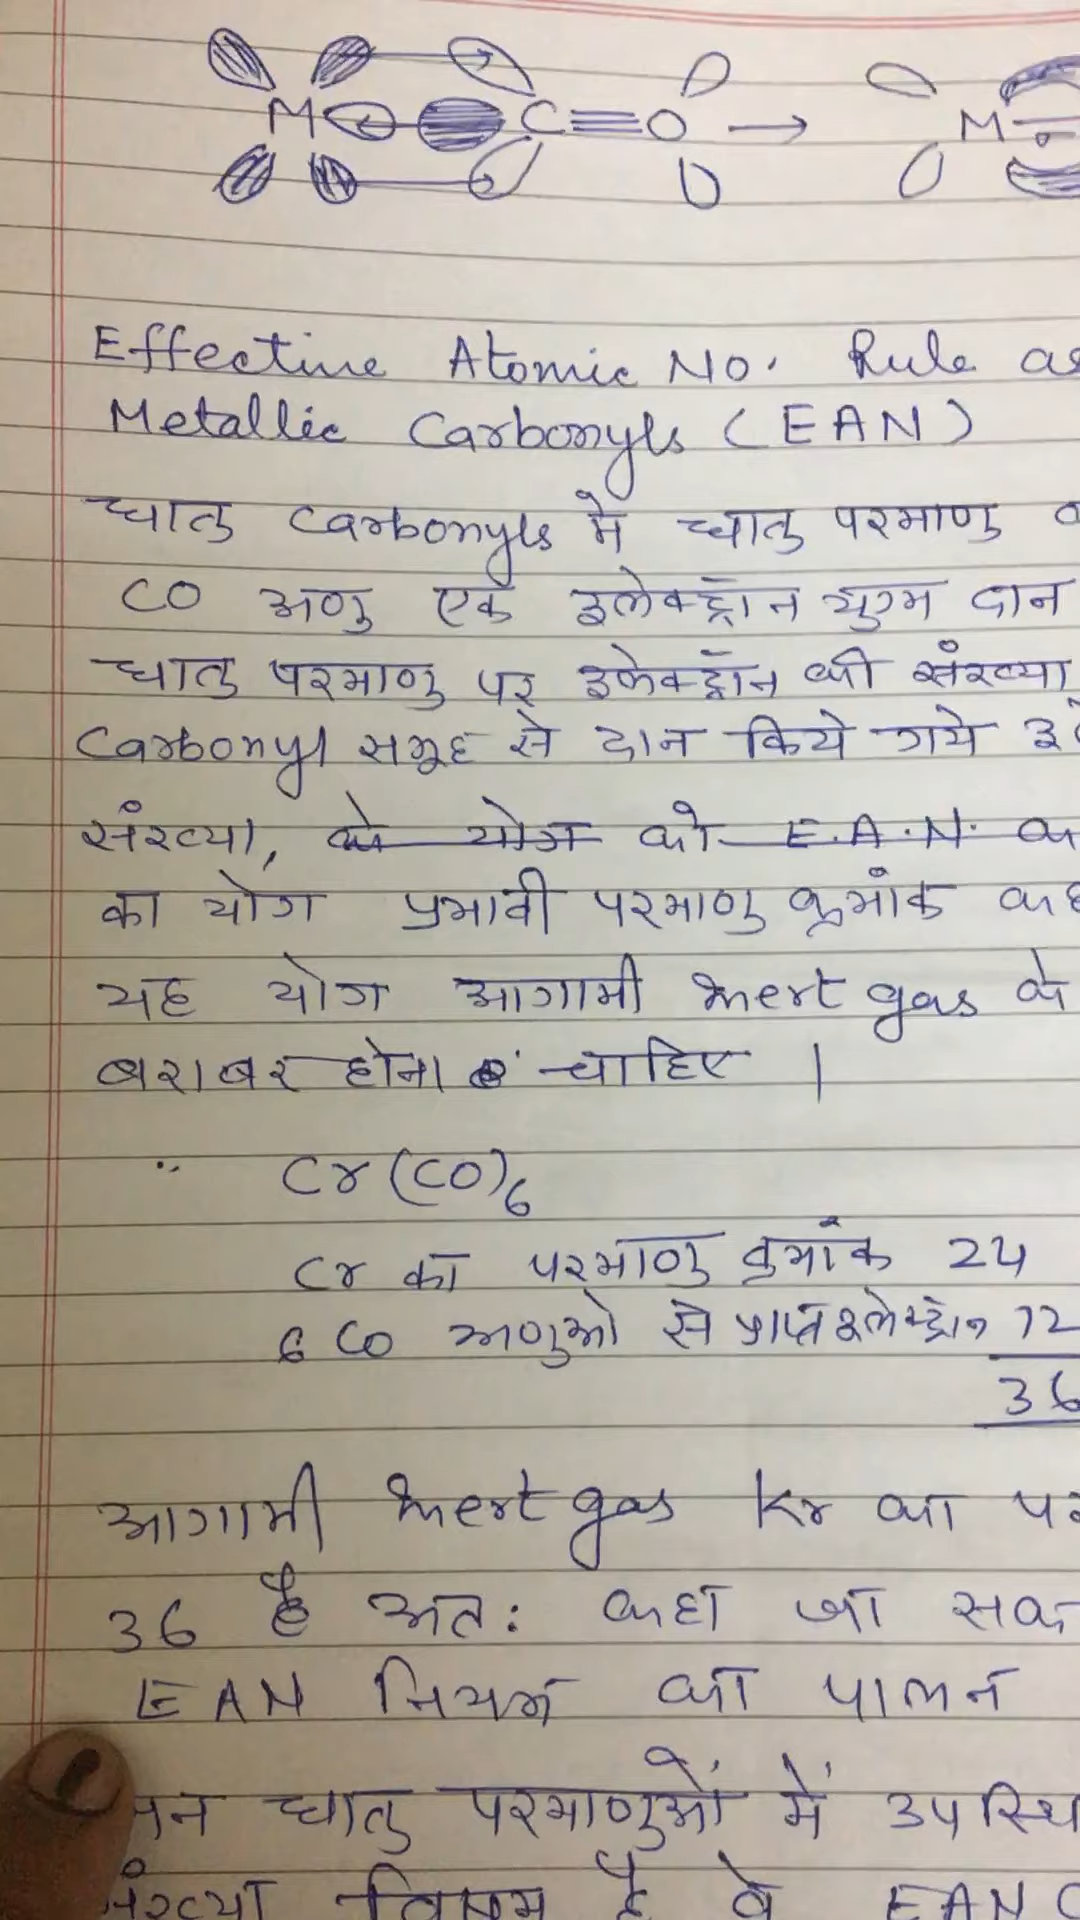 M C≡O → M
Effective Atomic No. Rule as
Metallic Carbonyls (EAN)
धातु Carbonyls मे धातु परमाणु
CO अणु एक इलेक्ट्रॉन युग्म दान
धातु परमाणु पर इलेक्ट्रॉन की संख्या,
Carbonyl समूह से दान किये गये
संख्या, के योग को E.A.N.
का योग प्रभावी परमाणु क्रमांक
यह योग आगामी Inert gas के
बराबर होना चाहिए ।
∵ Cr(CO)6
Cr का परमाणु क्रमांक 24
6 CO अणुओ से प्राप्त इलेक्ट्रॉन 12
36
आगामी Inert gas Kr का
36 है अतः कहा जा
EAN नियम का पालन
धातु परमाणुओं में
संख्या विषम है वे EAN